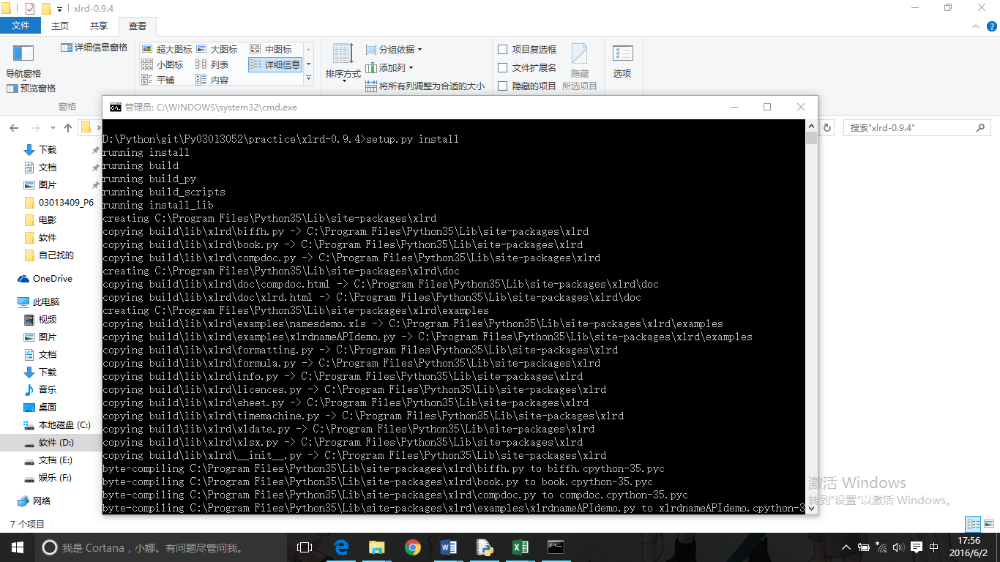 xlrd-0.9.4
文件 主页 共享 查看
导航窗格
预览窗格
详细信息窗格
窗格
超大图标 大图标 中图标
小图标 列表 详细信息
平铺 内容
排序方式
分组依据
添加列
将所有列调整为合适的大小
项目复选框
文件扩展名
隐藏的项目
隐藏
所选项目
选项
搜索"xlrd-0.9.4"
下载
文档
图片
03013409_P6
电影
软件
自己找的
OneDrive
此电脑
视频
图片
文档
下载
音乐
桌面
本地磁盘 (C:)
软件 (D:)
文档 (E:)
娱乐 (F:)
网络
7 个项目
管理员: C:\WINDOWS\system32\cmd.exe
D:\Python\git\Py03013052\practice\xlrd-0.9.4>setup.py install
running install
running build
running build_py
running build_scripts
running install_lib
creating C:\Program Files\Python35\Lib\site-packages\xlrd
copying build\lib\xlrd\biffh.py -> C:\Program Files\Python35\Lib\site-packages\xlrd
copying build\lib\xlrd\book.py -> C:\Program Files\Python35\Lib\site-packages\xlrd
copying build\lib\xlrd\compdoc.py -> C:\Program Files\Python35\Lib\site-packages\xlrd
creating C:\Program Files\Python35\Lib\site-packages\xlrd\doc
copying build\lib\xlrd\doc\compdoc.html -> C:\Program Files\Python35\Lib\site-packages\xlrd\doc
copying build\lib\xlrd\doc\xlrd.html -> C:\Program Files\Python35\Lib\site-packages\xlrd\doc
creating C:\Program Files\Python35\Lib\site-packages\xlrd\examples
copying build\lib\xlrd\examples\namesdemo.xls -> C:\Program Files\Python35\Lib\site-packages\xlrd\examples
copying build\lib\xlrd\examples\xlrdnameAPIdemo.py -> C:\Program Files\Python35\Lib\site-packages\xlrd\examples
copying build\lib\xlrd\formatting.py -> C:\Program Files\Python35\Lib\site-packages\xlrd
copying build\lib\xlrd\formula.py -> C:\Program Files\Python35\Lib\site-packages\xlrd
copying build\lib\xlrd\info.py -> C:\Program Files\Python35\Lib\site-packages\xlrd
copying build\lib\xlrd\licences.py -> C:\Program Files\Python35\Lib\site-packages\xlrd
copying build\lib\xlrd\sheet.py -> C:\Program Files\Python35\Lib\site-packages\xlrd
copying build\lib\xlrd\timemachine.py -> C:\Program Files\Python35\Lib\site-packages\xlrd
copying build\lib\xlrd\xldate.py -> C:\Program Files\Python35\Lib\site-packages\xlrd
copying build\lib\xlrd\xlsx.py -> C:\Program Files\Python35\Lib\site-packages\xlrd
copying build\lib\xlrd\__init__.py -> C:\Program Files\Python35\Lib\site-packages\xlrd
byte-compiling C:\Program Files\Python35\Lib\site-packages\xlrd\biffh.py to biffh.cpython-35.pyc
byte-compiling C:\Program Files\Python35\Lib\site-packages\xlrd\book.py to book.cpython-35.pyc
byte-compiling C:\Program Files\Python35\Lib\site-packages\xlrd\compdoc.py to compdoc.cpython-35.pyc
byte-compiling C:\Program Files\Python35\Lib\site-packages\xlrd\examples\xlrdnameAPIdemo.py to xlrdnameAPIdemo.cpython-3
激活 Windows
转到"设置"以激活 Windows。
我是 Cortana，小娜。有问题尽管问我。
中
17:56
2016/6/2